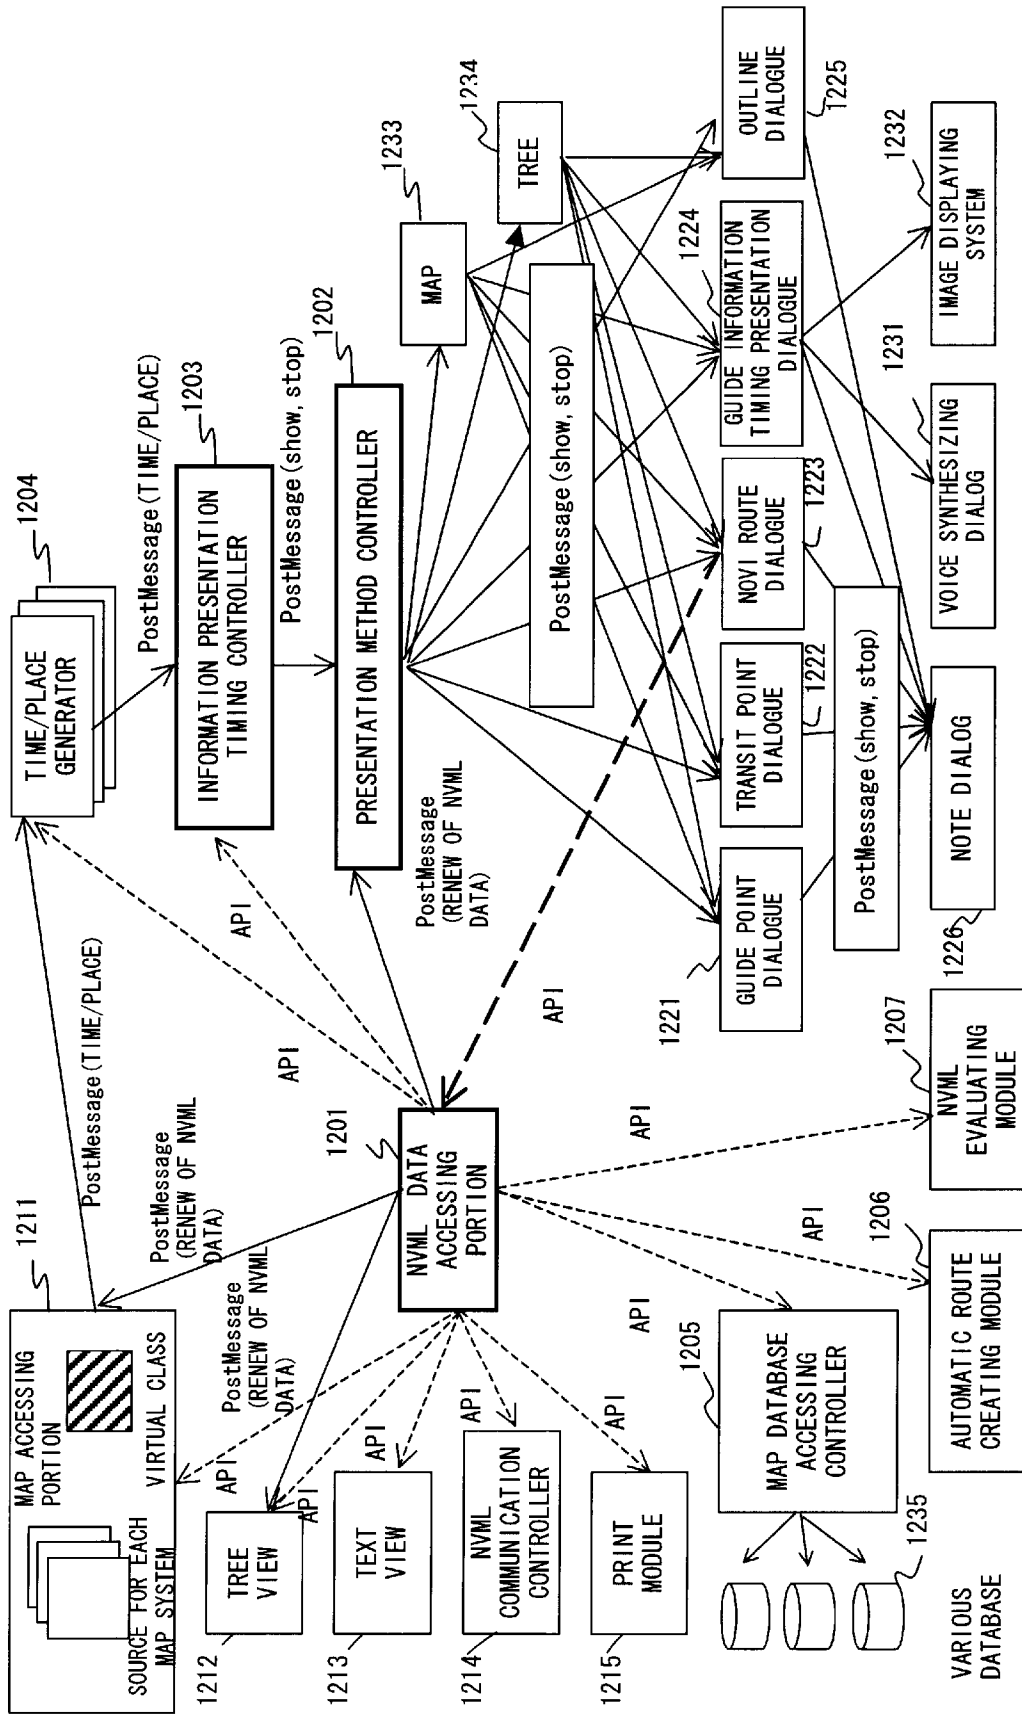 1211
MAP ACCESSING
PORTION
VIRTUAL CLASS
SOURCE FOR EACH
MAP SYSTEM
PostMessage(TIME/PLACE)
1204
TIME/PLACE
GENERATOR
PostMessage(TIME/PLACE)
1203
INFORMATION PRESENTATION
TIMING CONTROLLER
PostMessage(show, stop)
1202
PRESENTATION METHOD CONTROLLER
PostMessage
(RENEW OF NVML
DATA)
PostMessage
(RENEW OF NVML
DATA)
PostMessage
(RENEW OF NVML
DATA)
API
API
API
1201
NVML DATA
ACCESSING
PORTION
1212
TREE
VIEW
API
API
1213
TEXT
VIEW
API
1214
NVML
COMMUNICATION
CONTROLLER
API
1215
PRINT
MODULE
API
1233
MAP
1234
TREE
PostMessage(show, stop)
1221
GUIDE POINT
DIALOGUE
1222
TRANSIT POINT
DIALOGUE
1223
NOVI ROUTE
DIALOGUE
1224
GUIDE INFORMATION
TIMING PRESENTATION
DIALOGUE
1225
OUTLINE
DIALOGUE
PostMessage(show, stop)
1226
NOTE DIALOG
1231
VOICE SYNTHESIZING
DIALOG
1232
IMAGE DISPLAYING
SYSTEM
1205
MAP DATABASE
ACCESSING
CONTROLLER
API
1235
VARIOUS
DATABASE
1206
AUTOMATIC ROUTE
CREATING MODULE
API
1207
NVML
EVALUATING
MODULE
API